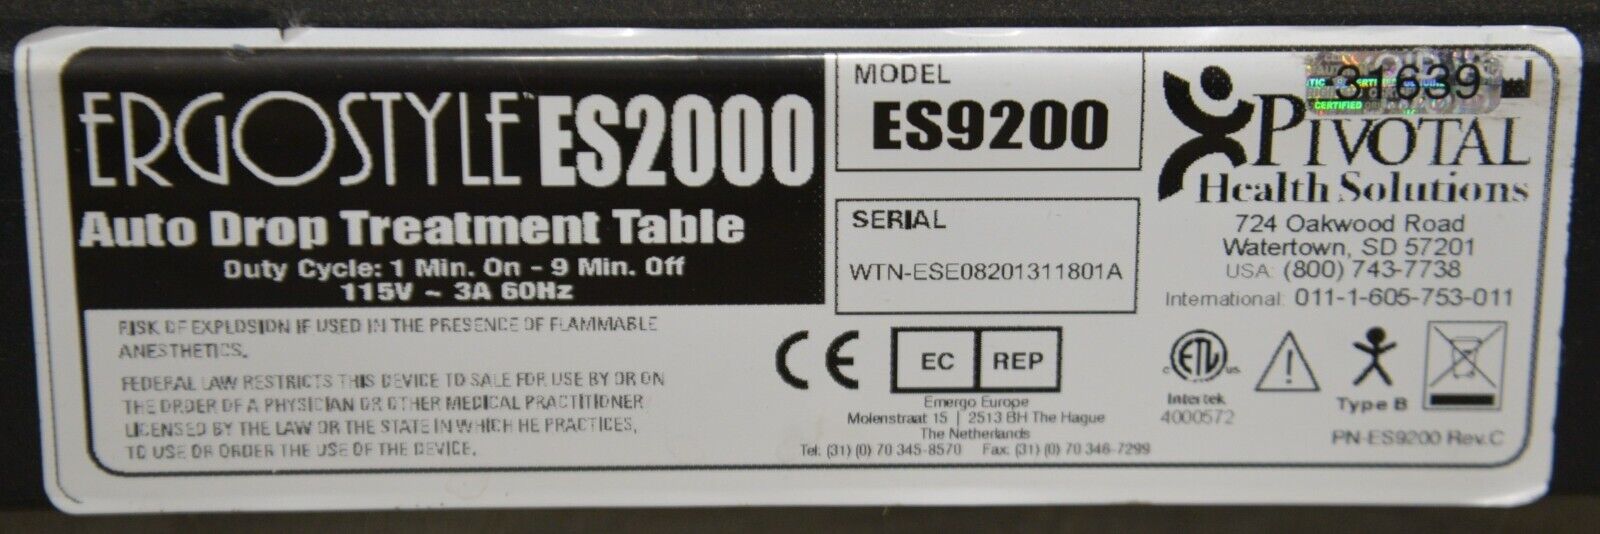 ERGOSTYLE™ ES2000
Auto Drop Treatment Table
Duty Cycle: 1 Min. On - 9 Min. Off
115V ~ 3A 60Hz
RISK OF EXPLOSION IF USED IN THE PRESENCE OF FLAMMABLE
ANESTHETICS.
FEDERAL LAW RESTRICTS THIS DEVICE TO SALE FOR USE BY OR ON
THE ORDER OF A PHYSICIAN OR OTHER MEDICAL PRACTITIONER
LICENSED BY THE LAW OR THE STATE IN WHICH HE PRACTICES,
TO USE OR ORDER THE USE OF THE DEVICE.
MODEL
ES9200
SERIAL
WTN-ESE08201311801A
CE
EC REP
Emergo Europe
Molenstraat 15 | 2513 BH The Hague
The Netherlands
Tel: (31) (0) 70 345-8570 Fax: (31) (0) 70 346-7299
31639
CERTIFIED
PIVOTAL
Health Solutions
724 Oakwood Road
Watertown, SD 57201
USA: (800) 743-7738
International: 011-1-605-753-011
c ETL us
Intertek
4000572
Type B
PN-ES9200 Rev.C